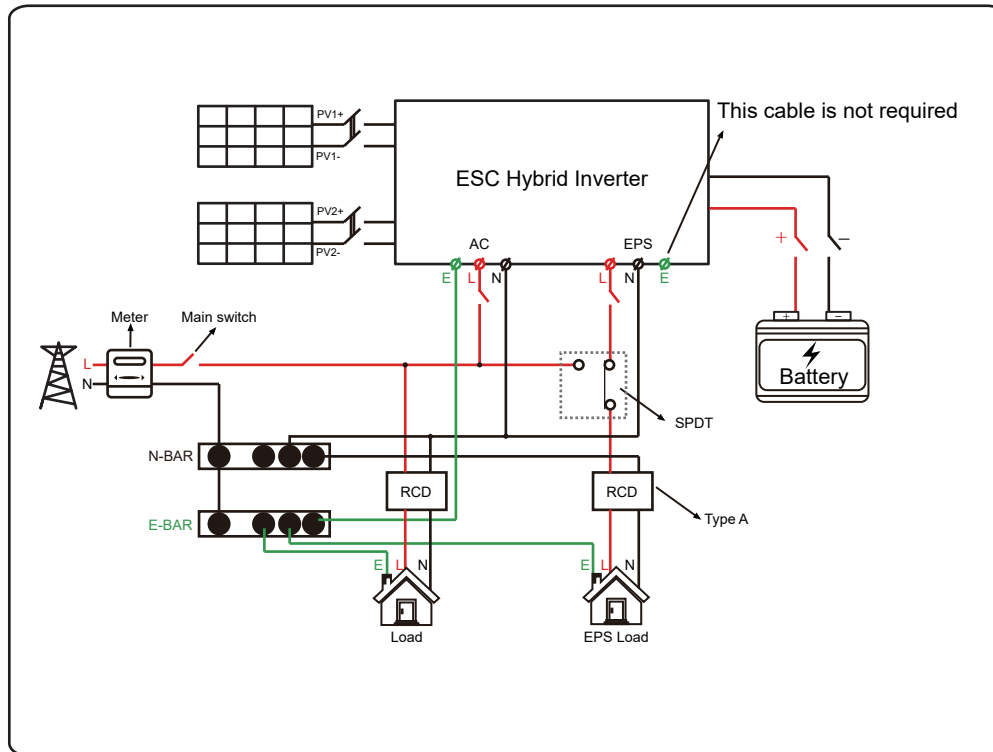 PV1+
This cable is not required
PV1-
ESC Hybrid Inverter
PV2+
PV2-
AC
EPS
E
L
N
L
N
E
+
−
Meter
Main switch
+
−
L
N
Battery
SPDT
N-BAR
RCD
RCD
E-BAR
Type A
E
L
N
E
L
N
Load
EPS Load